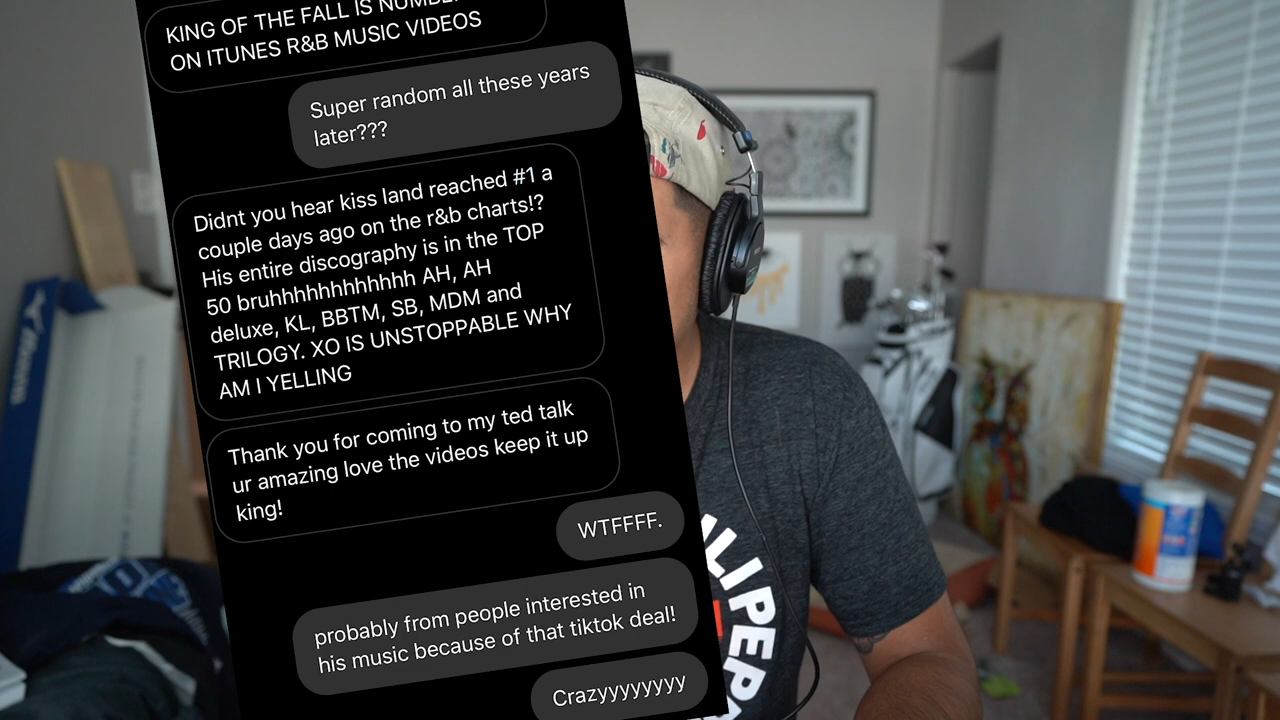 KING OF THE FALL IS NUMBER
ON ITUNES R&B MUSIC VIDEOS
Super random all these years
later???
Didnt you hear kiss land reached #1 a
couple days ago on the r&b charts!?
His entire discography is in the TOP
50 bruhhhhhhhhhhhhh AH, AH
deluxe, KL, BBTM, SB, MDM and
TRILOGY. XO IS UNSTOPPABLE WHY
AM I YELLING
Thank you for coming to my ted talk
ur amazing love the videos keep it up
king!
WTFFFF.
probably from people interested in
his music because of that tiktok deal!
Crazyyyyyyyy
MIZUNO